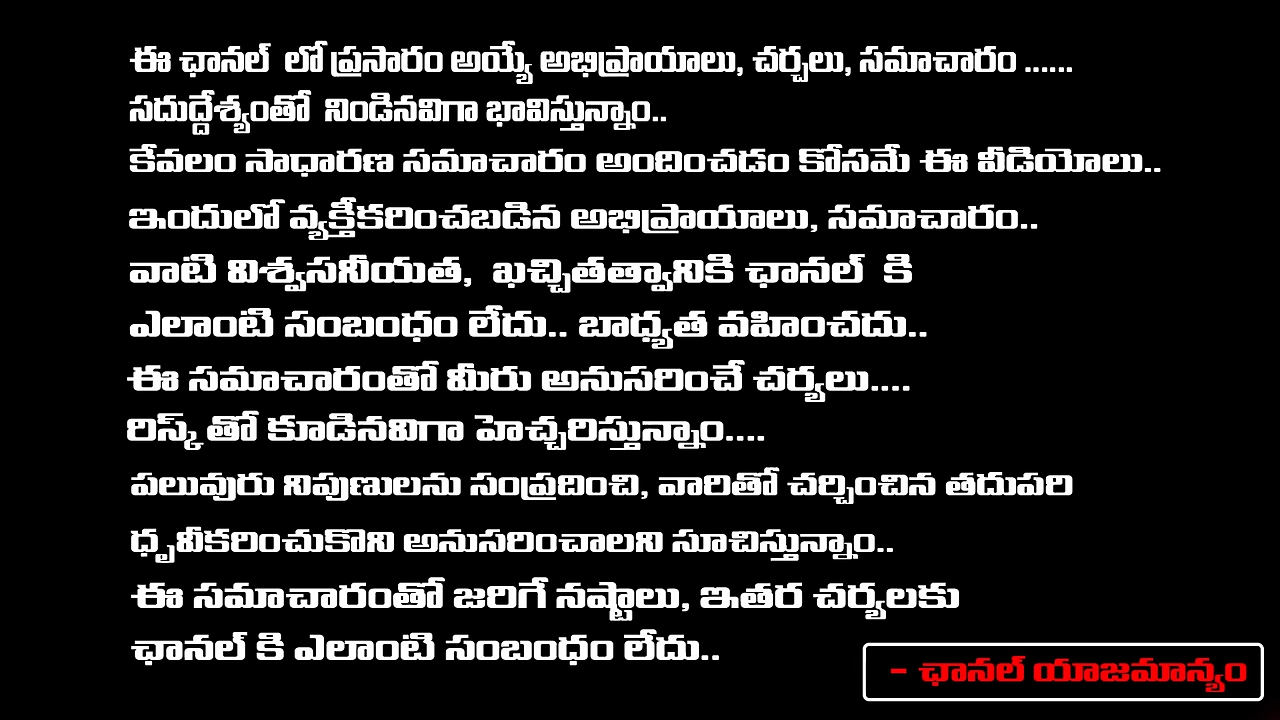 ఈ ఛానల్ లో ప్రసారం అయ్యే అభిప్రాయాలు, చర్చలు, సమాచారం ......
సదుద్దేశ్యంతో నిండినవిగా భావిస్తున్నాం..
కేవలం సాధారణ సమాచారం అందించడం కోసమే ఈ వీడియోలు..
ఇందులో వ్యక్తీకరించబడిన అభిప్రాయాలు, సమాచారం..
వాటి విశ్వసనీయత, ఖచ్చితత్వానికి ఛానల్ కి
ఎలాంటి సంబంధం లేదు.. బాధ్యత వహించదు..
ఈ సమాచారంతో మీరు అనుసరించే చర్యలు....
రిస్క్ తో కూడినవిగా హెచ్చరిస్తున్నాం....
పలువురు నిపుణులను సంప్రదించి, వారితో చర్చించిన తదుపరి
ధృవీకరించుకొని అనుసరించాలని సూచిస్తున్నాం..
ఈ సమాచారంతో జరిగే నష్టాలు, ఇతర చర్యలకు
ఛానల్ కి ఎలాంటి సంబంధం లేదు..
- ఛానల్ యాజమాన్యం